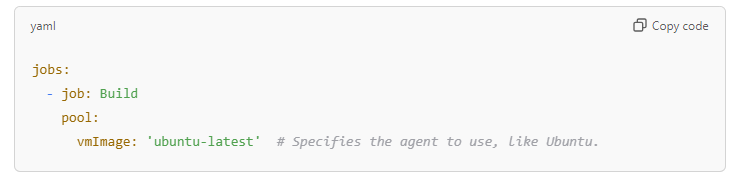 yaml
Copy code
jobs:
  - job: Build
    pool:
      vmImage: 'ubuntu-latest'  # Specifies the agent to use, like Ubuntu.